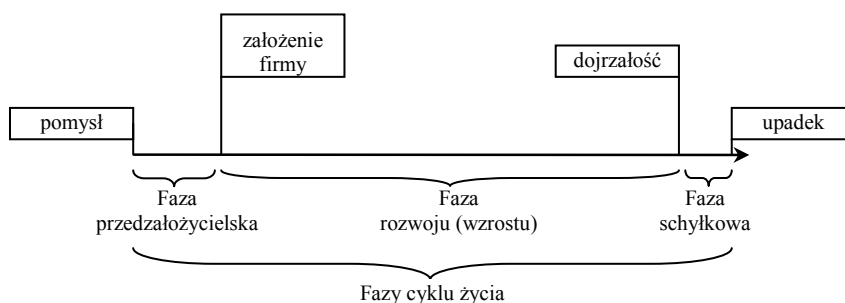 założenie
firmy
dojrzałość
pomysł
upadek
Faza
przedzałożycielska
Faza
rozwoju (wzrostu)
Faza
schyłkowa
Fazy cyklu życia